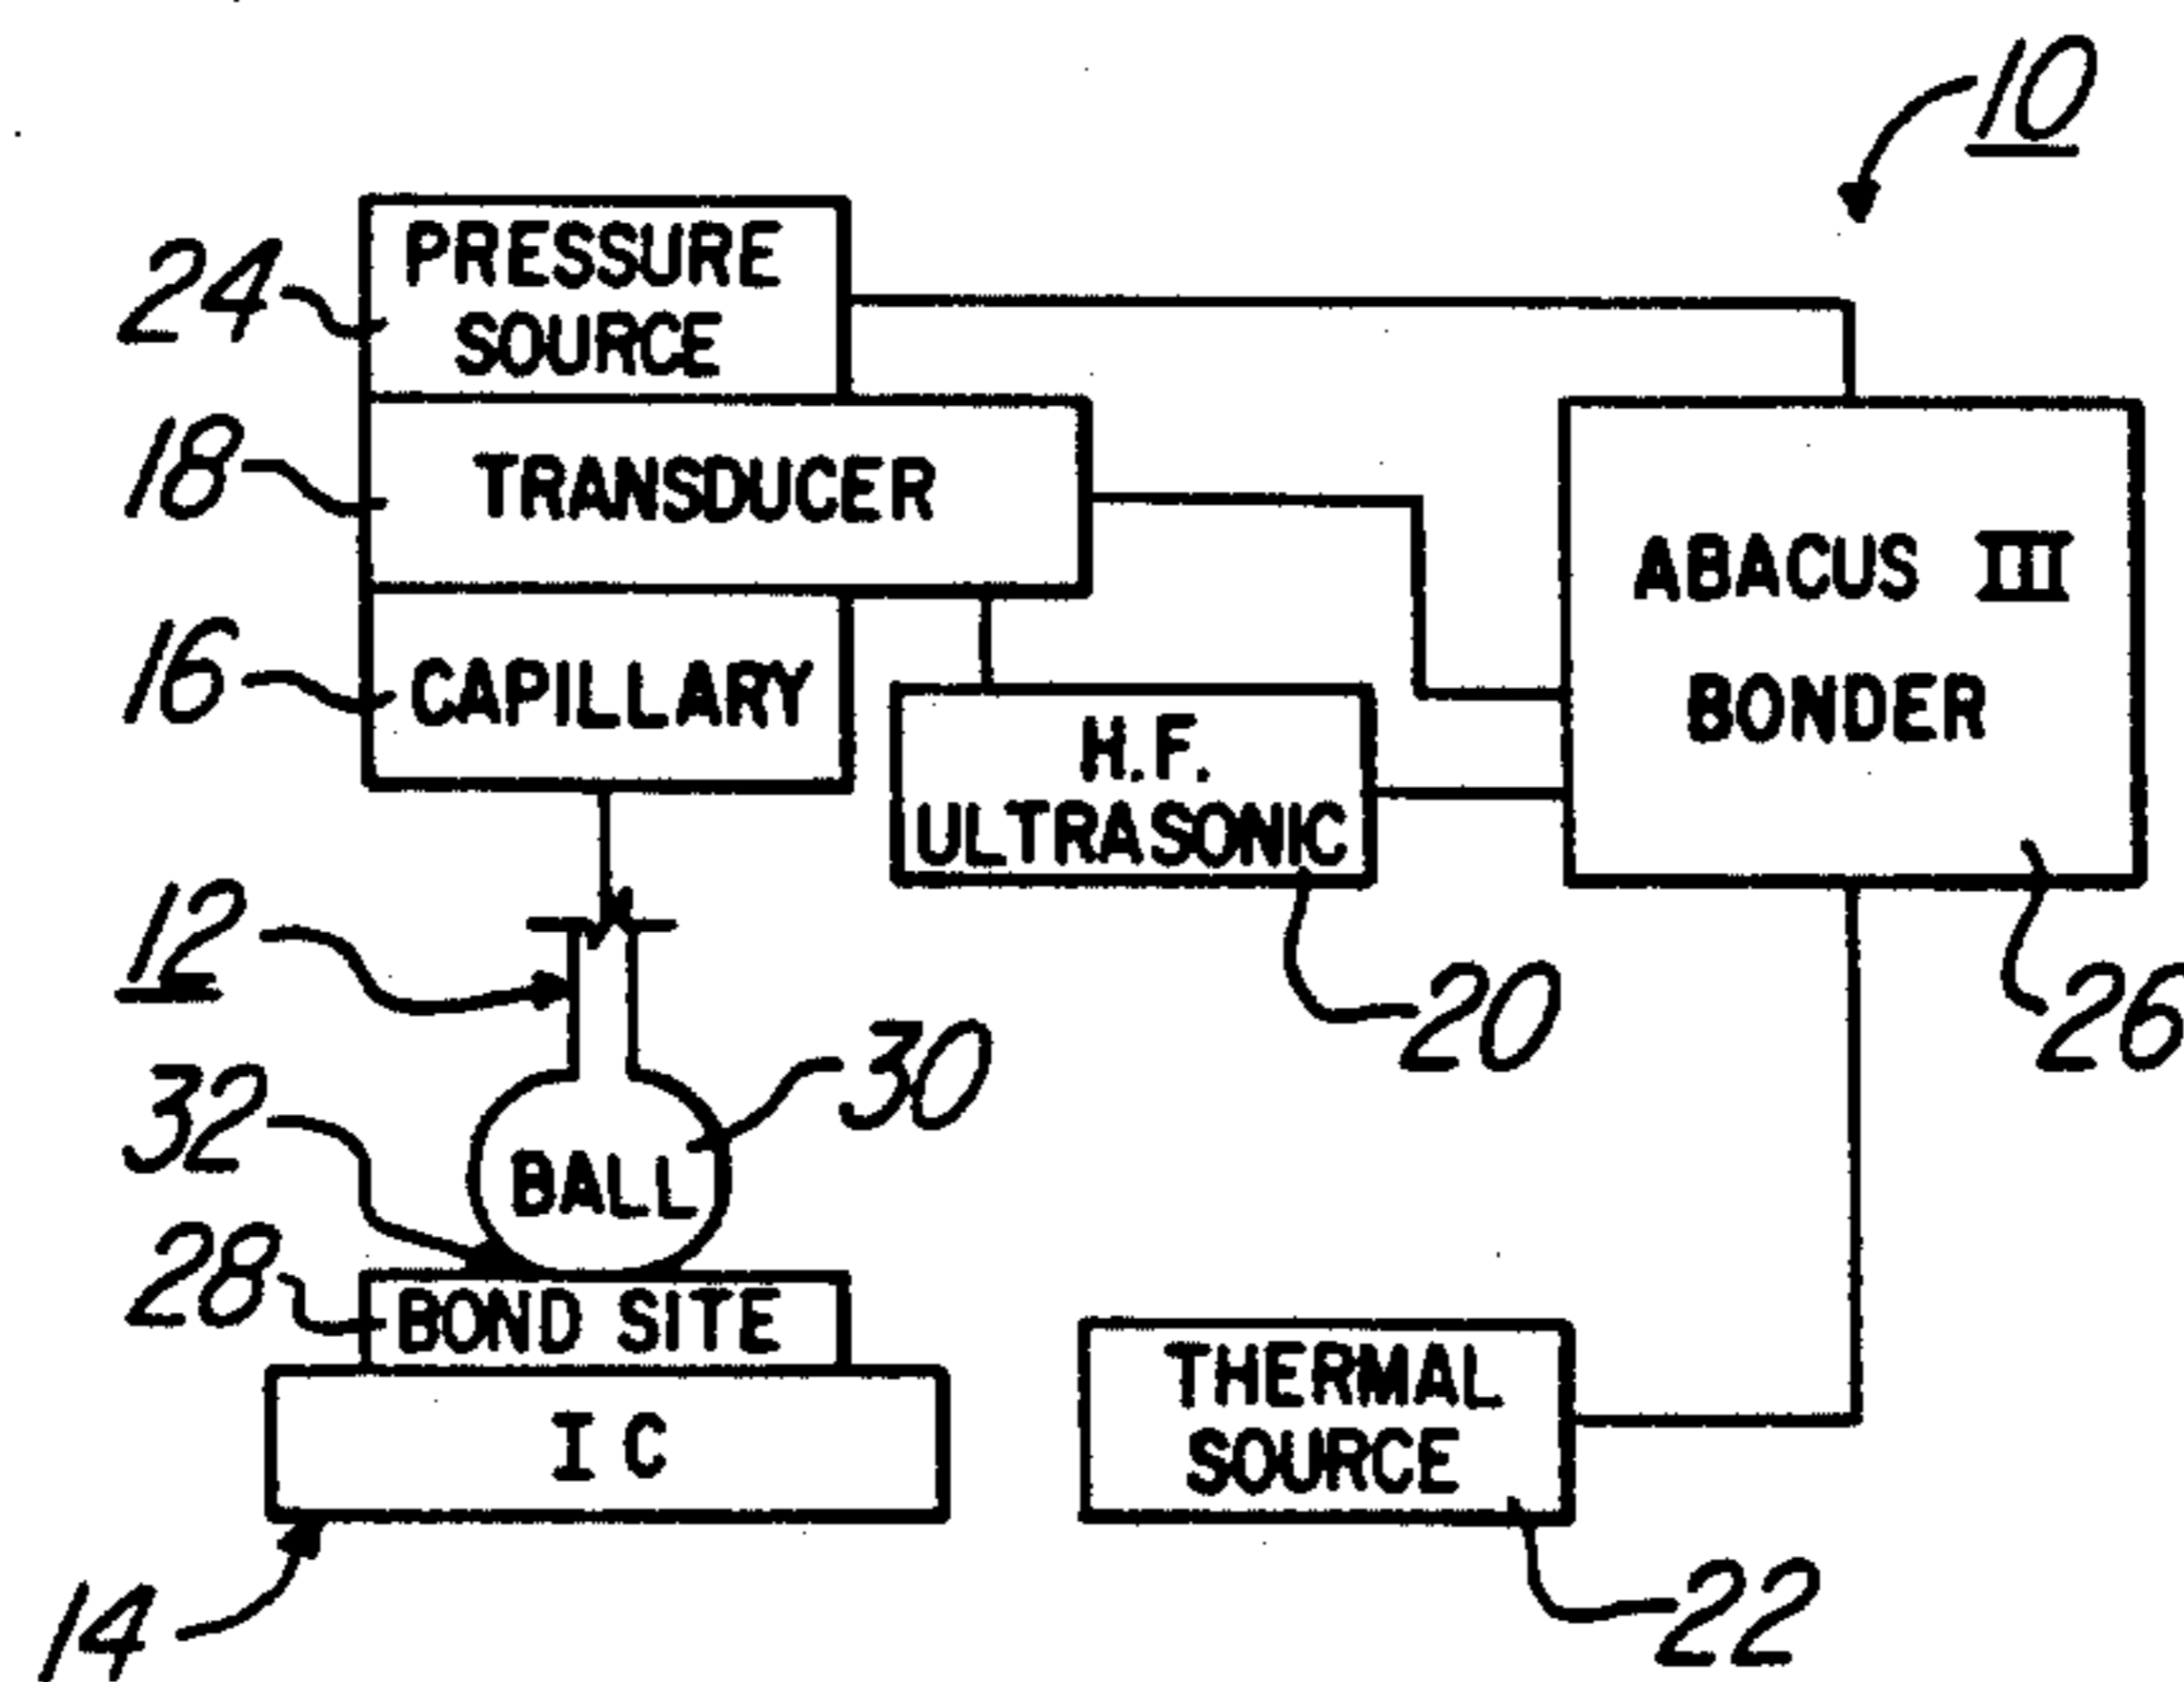 10
24
PRESSURE
SOURCE
18
TRANSDUCER
16
CAPILLARY
ABACUS III
BONDER
H.F.
ULTRASONIC
12
20
26
32
30
BALL
28
BOND SITE
IC
THERMAL
SOURCE
14
22